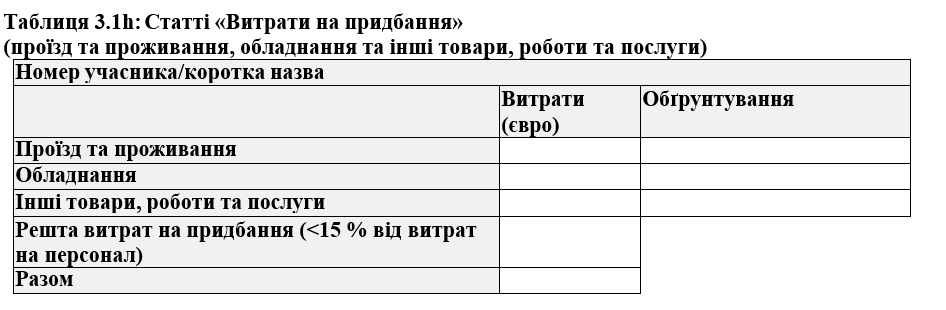 Таблиця 3.1h: Статті «Витрати на придбання»
(проїзд та проживання, обладнання та інші товари, роботи та послуги)
Номер учасника/коротка назва
Витрати
(євро)
Обґрунтування
Проїзд та проживання
Обладнання
Інші товари, роботи та послуги
Решта витрат на придбання (<15 % від витрат
на персонал)
Разом